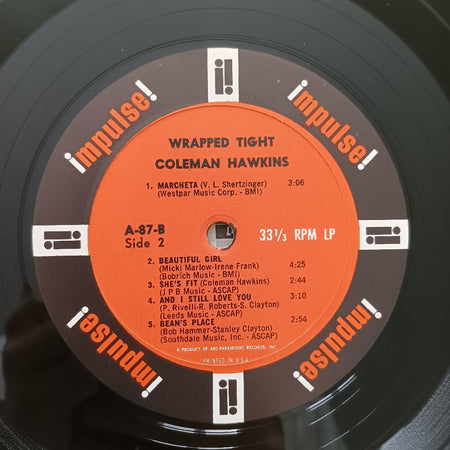 impulse!
impulse!
WRAPPED TIGHT
COLEMAN HAWKINS
1. MARCHETA (V. L. Shertzinger) 3:06
(Westpar Music Corp. - BMI)
A-87-B
Side 2
33 1/3 RPM LP
2. BEAUTIFUL GIRL
(Micki Marlow-Irene Frank) 4:25
(Bobrich Music - BMI)
3. SHE'S FIT (Coleman Hawkins) 2:44
(J P B Music - ASCAP)
4. AND I STILL LOVE YOU 3:10
(P. Rivelli-R. Roberts-S. Clayton)
(Leeds Music - ASCAP)
5. BEAN'S PLACE 2:54
(Bob Hammer-Stanley Clayton)
(Southdale Music, Inc. - ASCAP)
A PRODUCT OF ABC-PARAMOUNT RECORDS, INC.
PRINTED IN U.S.A.
impulse!
impulse!